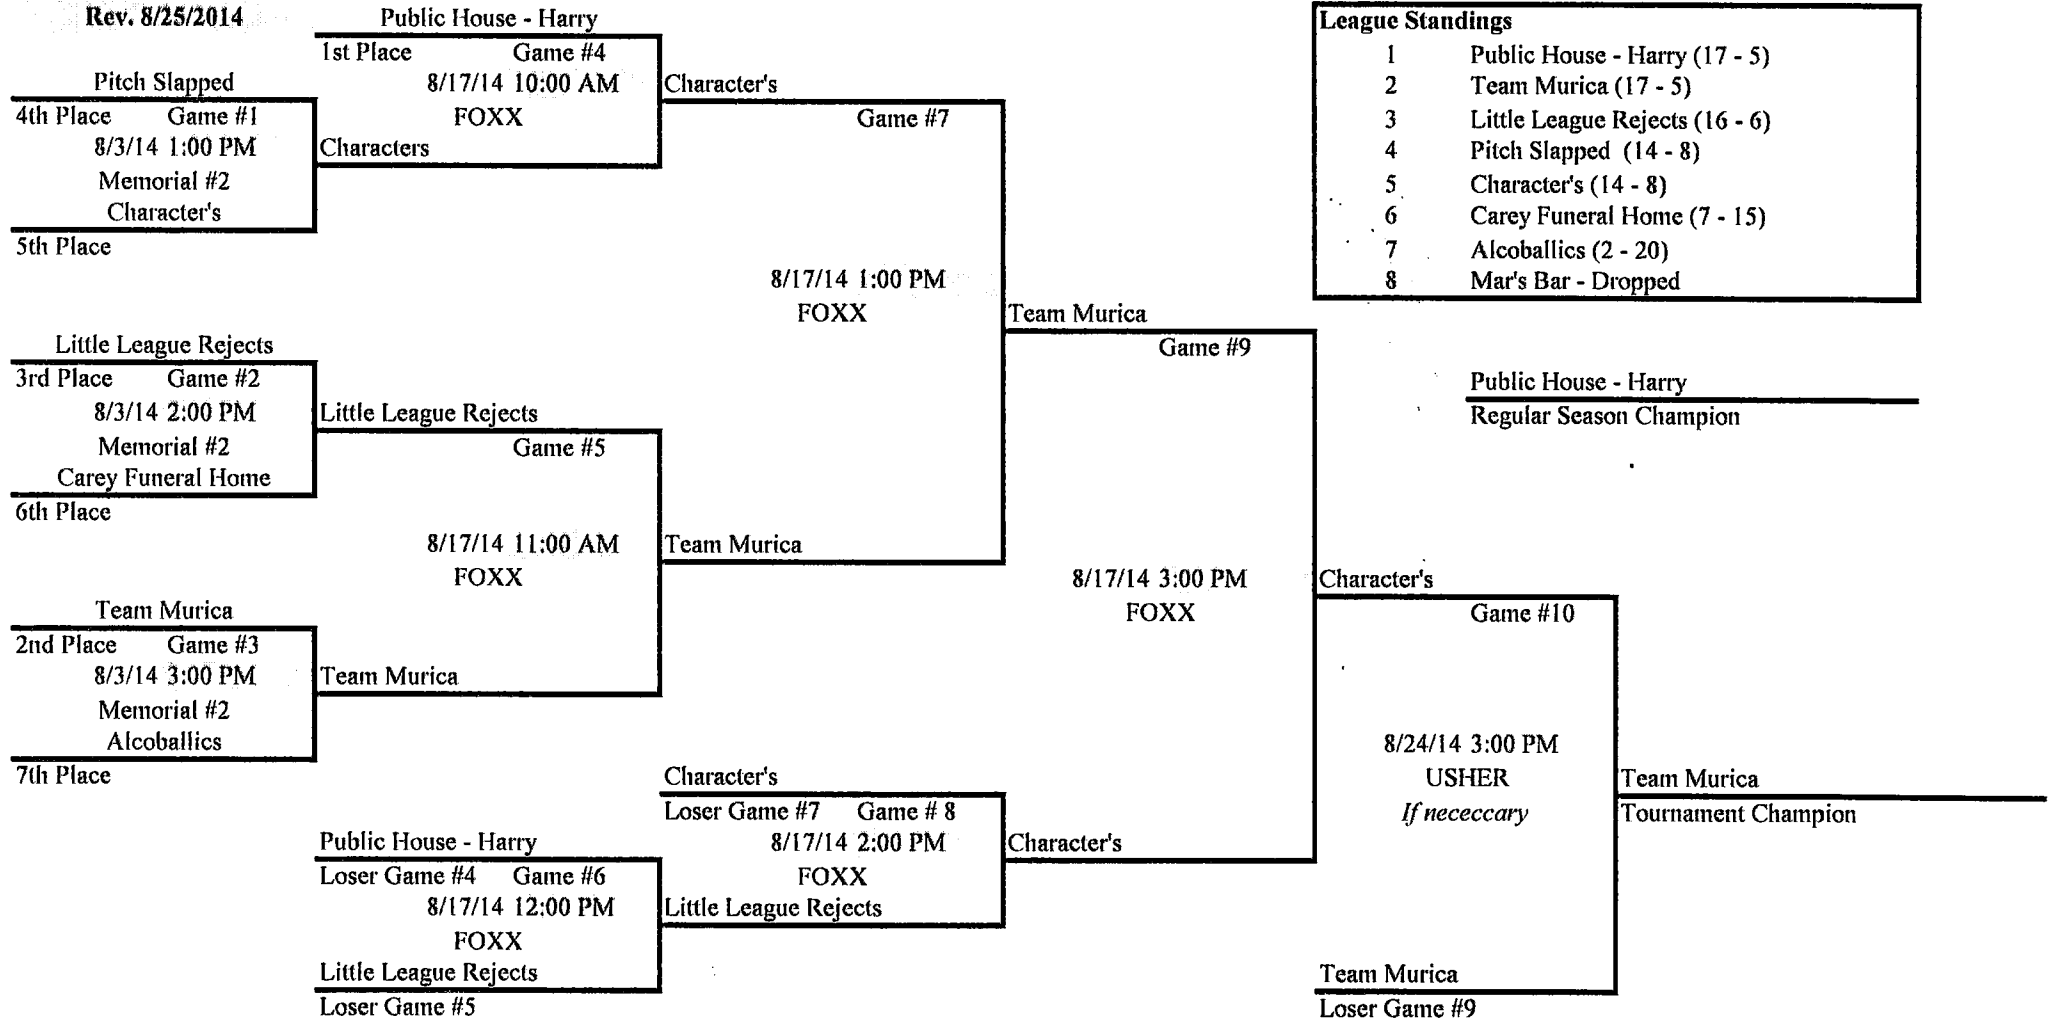 Rev. 8/25/2014
Public House - Harry
1st Place Game #4
8/17/14 10:00 AM
FOXX
Characters
Pitch Slapped
4th Place Game #1
8/3/14 1:00 PM
Memorial #2
Character's
5th Place
Character's
Game #7
8/17/14 1:00 PM
FOXX
Little League Rejects
3rd Place Game #2
8/3/14 2:00 PM
Memorial #2
Carey Funeral Home
6th Place
Little League Rejects
Game #5
8/17/14 11:00 AM
FOXX
Team Murica
Team Murica
2nd Place Game #3
8/3/14 3:00 PM
Memorial #2
Alcoballics
7th Place
Team Murica
Public House - Harry
Loser Game #4 Game #6
8/17/14 12:00 PM
FOXX
Little League Rejects
Loser Game #5
Character's
Loser Game #7 Game # 8
8/17/14 2:00 PM
FOXX
Little League Rejects
Team Murica
Game #9
8/17/14 3:00 PM
FOXX
Character's
Character's
Game #10
8/24/14 3:00 PM
USHER
If nececcary
Team Murica
Loser Game #9
Team Murica
Tournament Champion
League Standings
1 Public House - Harry (17 - 5)
2 Team Murica (17 - 5)
3 Little League Rejects (16 - 6)
4 Pitch Slapped (14 - 8)
5 Character's (14 - 8)
6 Carey Funeral Home (7 - 15)
7 Alcoballics (2 - 20)
8 Mar's Bar - Dropped
Public House - Harry
Regular Season Champion